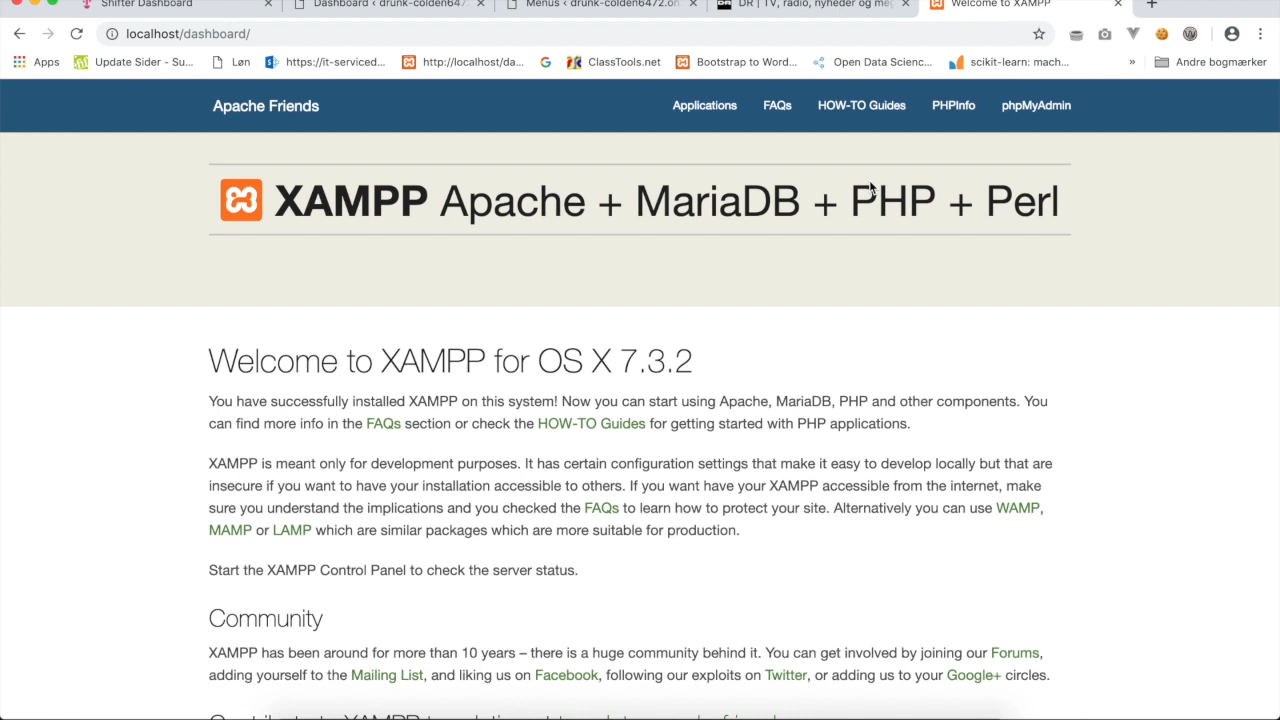 Shifter Dashboard
Dashboard ‹ drunk-colden647
Menus ‹ drunk-colden6472.on
DR | TV, radio, nyheder og meg
Welcome to XAMPP
localhost/dashboard/
Apps
Update Sider - Su...
Løn
https://it-serviced...
http://localhost/da...
ClassTools.net
Bootstrap to Word...
Open Data Scienc...
scikit-learn: mach...
»
Andre bogmærker
Apache Friends
Applications
FAQs
HOW-TO Guides
PHPInfo
phpMyAdmin
XAMPP Apache + MariaDB + PHP + Perl
Welcome to XAMPP for OS X 7.3.2
You have successfully installed XAMPP on this system! Now you can start using Apache, MariaDB, PHP and other components. You
can find more info in the FAQs section or check the HOW-TO Guides for getting started with PHP applications.
XAMPP is meant only for development purposes. It has certain configuration settings that make it easy to develop locally but that are
insecure if you want to have your installation accessible to others. If you want have your XAMPP accessible from the internet, make
sure you understand the implications and you checked the FAQs to learn how to protect your site. Alternatively you can use WAMP,
MAMP or LAMP which are similar packages which are more suitable for production.
Start the XAMPP Control Panel to check the server status.
Community
XAMPP has been around for more than 10 years – there is a huge community behind it. You can get involved by joining our Forums,
adding yourself to the Mailing List, and liking us on Facebook, following our exploits on Twitter, or adding us to your Google+ circles.